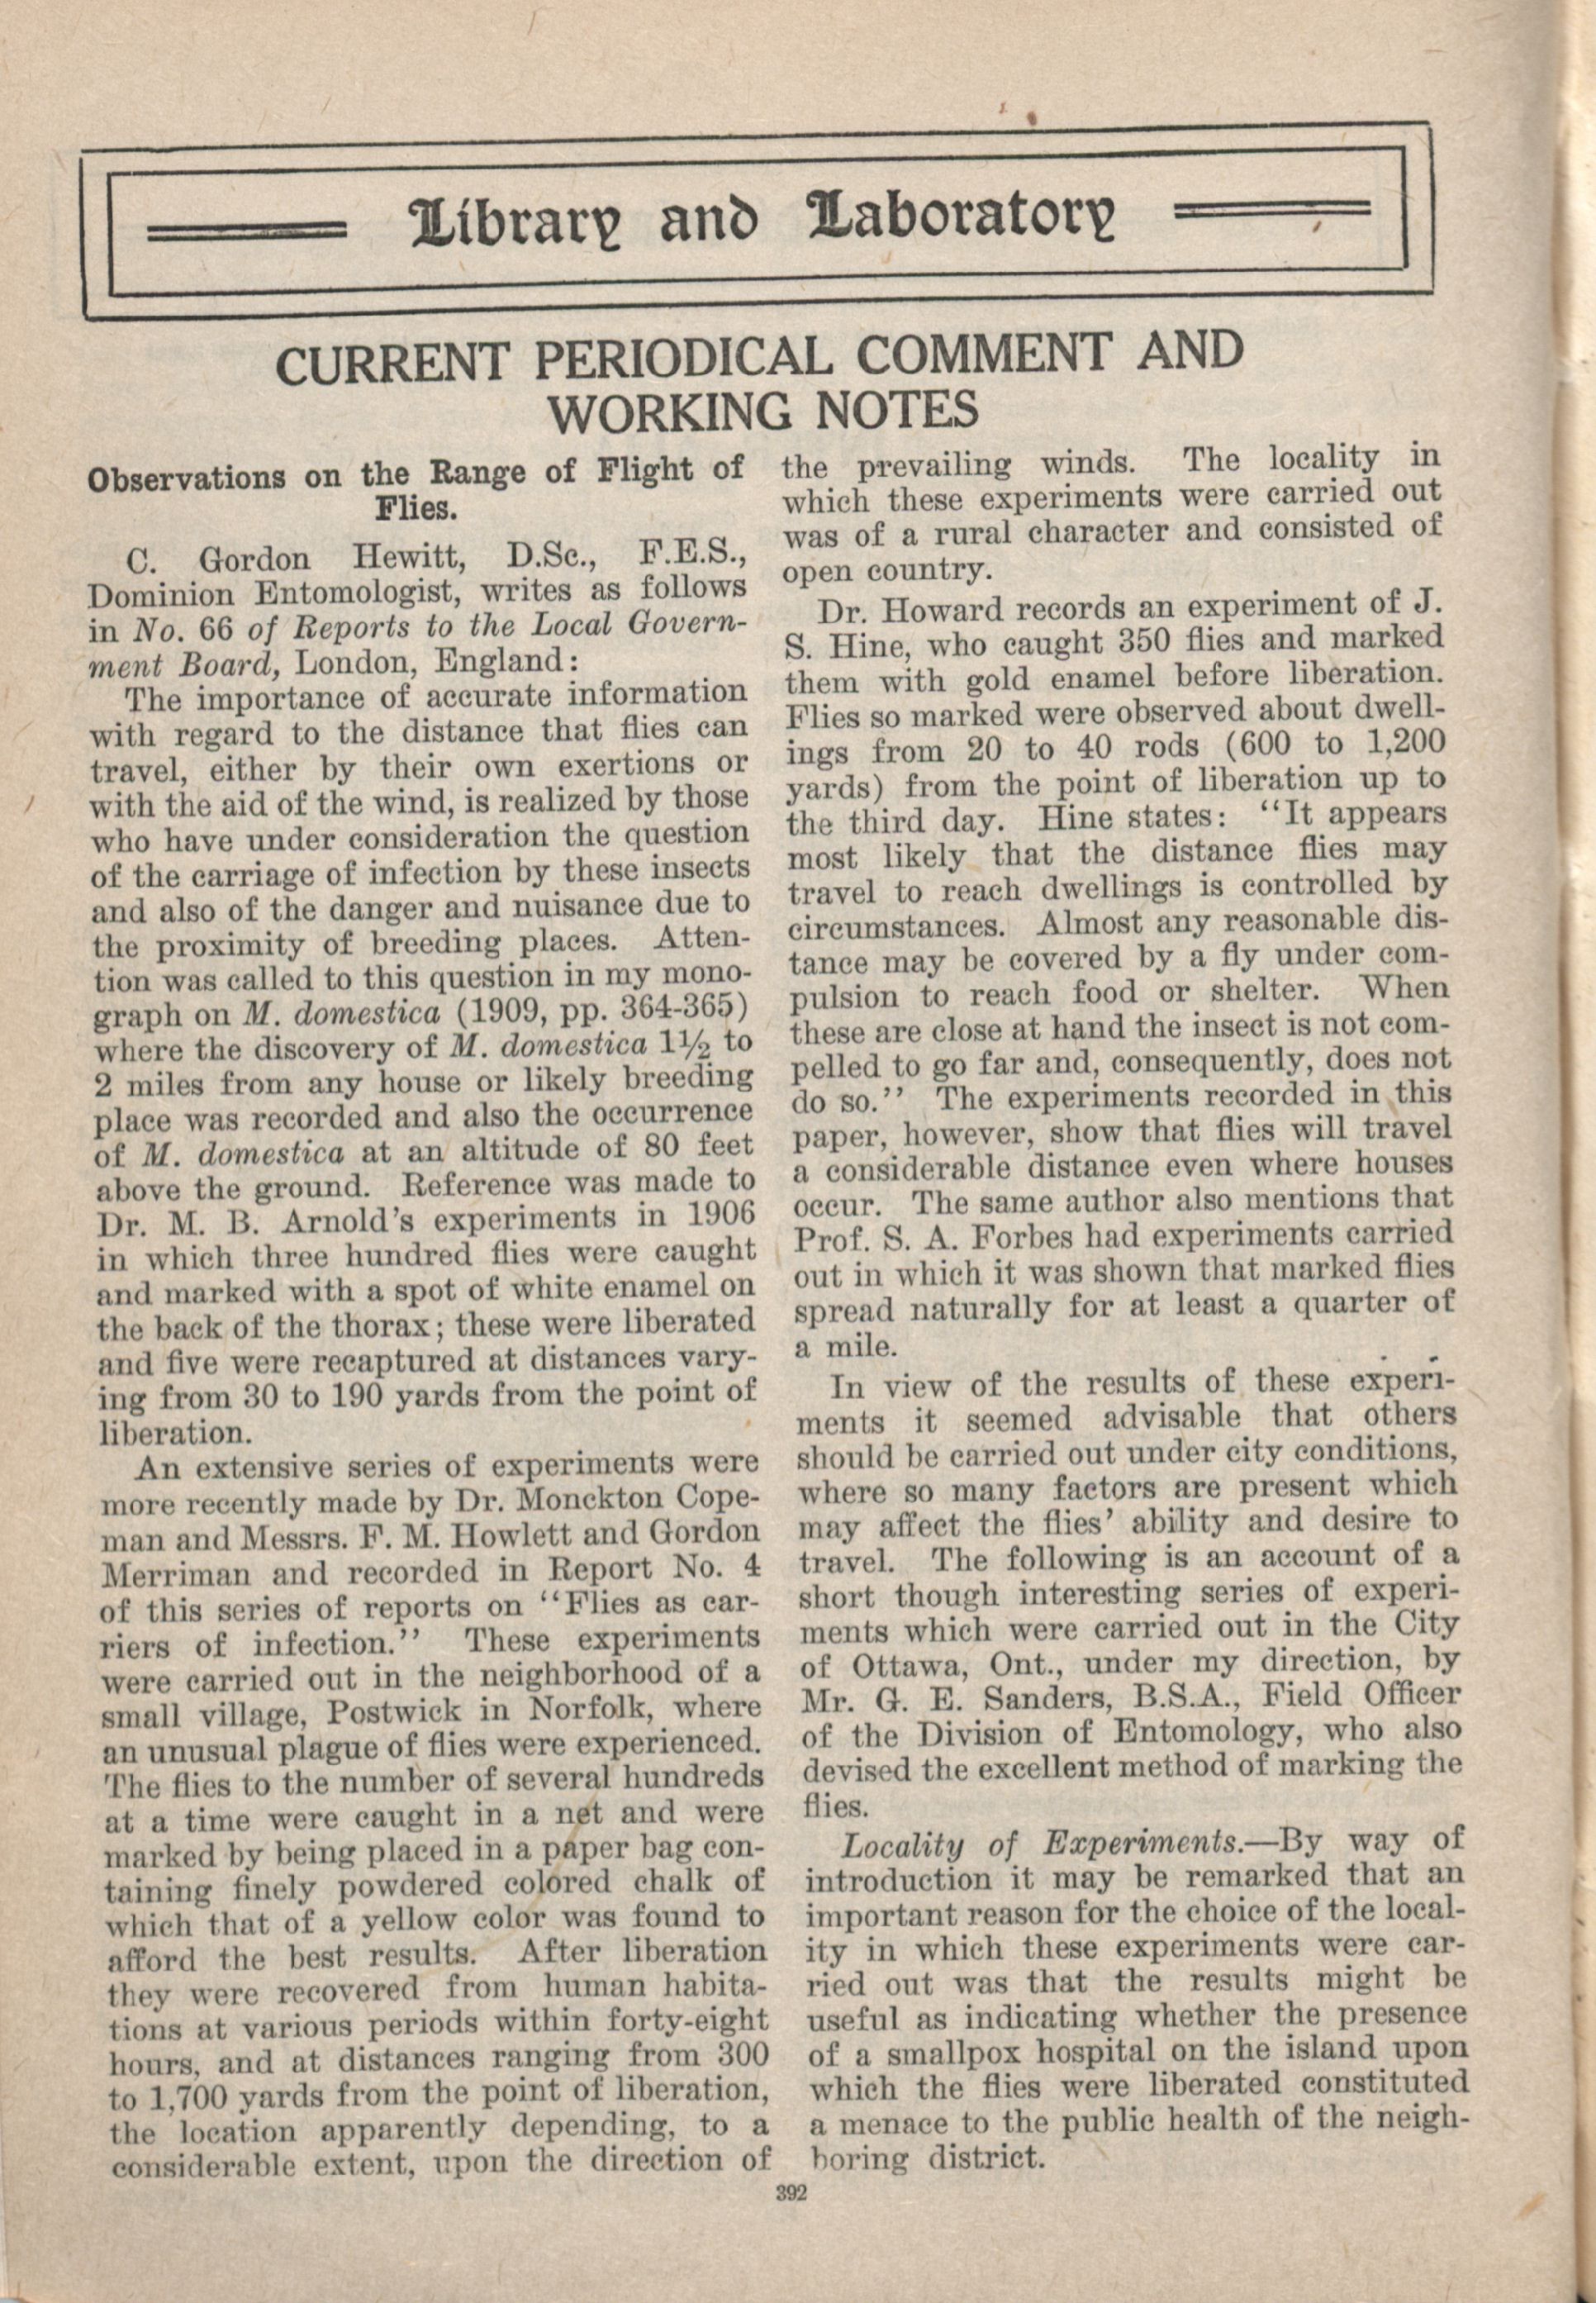 Library and Laboratory
CURRENT PERIODICAL COMMENT AND
WORKING NOTES
Observations on the Range of Flight of
Flies.
C. Gordon Hewitt, D.Sc., F.E.S.,
Dominion Entomologist, writes as follows
in No. 66 of Reports to the Local Govern-
ment Board, London, England:
The importance of accurate information
with regard to the distance that flies can
travel, either by their own exertions or
with the aid of the wind, is realized by those
who have under consideration the question
of the carriage of infection by these insects
and also of the danger and nuisance due to
the proximity of breeding places. Atten-
tion was called to this question in my mono-
graph on M. domestica (1909, pp. 364-365)
where the discovery of M. domestica 1½ to
2 miles from any house or likely breeding
place was recorded and also the occurrence
of M. domestica at an altitude of 80 feet
above the ground. Reference was made to
Dr. M. B. Arnold's experiments in 1906
in which three hundred flies were caught
and marked with a spot of white enamel on
the back of the thorax; these were liberated
and five were recaptured at distances vary-
ing from 30 to 190 yards from the point of
liberation.
An extensive series of experiments were
more recently made by Dr. Monckton Cope-
man and Messrs. F. M. Howlett and Gordon
Merriman and recorded in Report No. 4
of this series of reports on "Flies as car-
riers of infection." These experiments
were carried out in the neighborhood of a
small village, Postwick in Norfolk, where
an unusual plague of flies were experienced.
The flies to the number of several hundreds
at a time were caught in a net and were
marked by being placed in a paper bag con-
taining finely powdered colored chalk of
which that of a yellow color was found to
afford the best results. After liberation
they were recovered from human habita-
tions at various periods within forty-eight
hours, and at distances ranging from 300
to 1,700 yards from the point of liberation,
the location apparently depending, to a
considerable extent, upon the direction of
the prevailing winds. The locality in
which these experiments were carried out
was of a rural character and consisted of
open country.
Dr. Howard records an experiment of J.
S. Hine, who caught 350 flies and marked
them with gold enamel before liberation.
Flies so marked were observed about dwell-
ings from 20 to 40 rods (600 to 1,200
yards) from the point of liberation up to
the third day. Hine states: "It appears
most likely that the distance flies may
travel to reach dwellings is controlled by
circumstances. Almost any reasonable dis-
tance may be covered by a fly under com-
pulsion to reach food or shelter. When
these are close at hand the insect is not com-
pelled to go far and, consequently, does not
do so." The experiments recorded in this
paper, however, show that flies will travel
a considerable distance even where houses
occur. The same author also mentions that
Prof. S. A. Forbes had experiments carried
out in which it was shown that marked flies
spread naturally for at least a quarter of
a mile.
In view of the results of these experi-
ments it seemed advisable that others
should be carried out under city conditions,
where so many factors are present which
may affect the flies' ability and desire to
travel. The following is an account of a
short though interesting series of experi-
ments which were carried out in the City
of Ottawa, Ont., under my direction, by
Mr. G. E. Sanders, B.S.A., Field Officer
of the Division of Entomology, who also
devised the excellent method of marking the
flies.
Locality of Experiments.—By way of
introduction it may be remarked that an
important reason for the choice of the local-
ity in which these experiments were car-
ried out was that the results might be
useful as indicating whether the presence
of a smallpox hospital on the island upon
which the flies were liberated constituted
a menace to the public health of the neigh-
boring district.
392